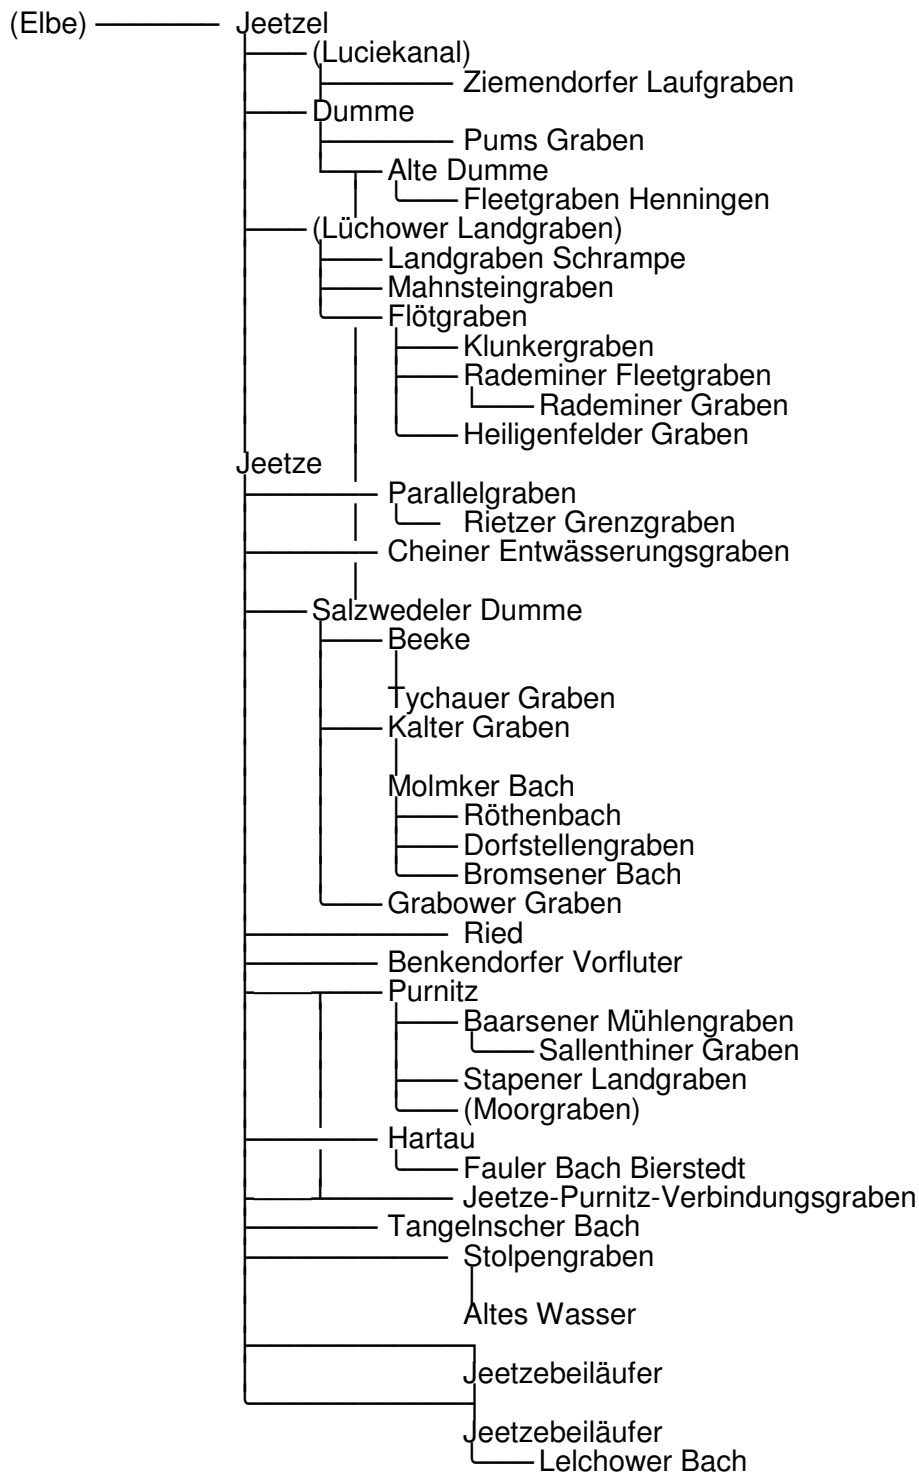 (Elbe) Jeetzel
(Luciekanal)
Ziemendorfer Laufgraben
Dumme
Pums Graben
Alte Dumme
Fleetgraben Henningen
(Lüchower Landgraben)
Landgraben Schrampe
Mahnsteingraben
Flötgraben
Klunkergraben
Rademiner Fleetgraben
Rademiner Graben
Heiligenfelder Graben
Jeetze
Parallelgraben
Rietzer Grenzgraben
Cheiner Entwässerungsgraben
Salzwedeler Dumme
Beeke
Tychauer Graben
Kalter Graben
Molmker Bach
Röthenbach
Dorfstellengraben
Bromsener Bach
Grabower Graben
Ried
Benkendorfer Vorfluter
Purnitz
Baarsener Mühlengraben
Sallenthiner Graben
Stapener Landgraben
(Moorgraben)
Hartau
Fauler Bach Bierstedt
Jeetze-Purnitz-Verbindungsgraben
Tangelnscher Bach
Stolpengraben
Altes Wasser
Jeetzebeiläufer
Jeetzebeiläufer
Lelchower Bach